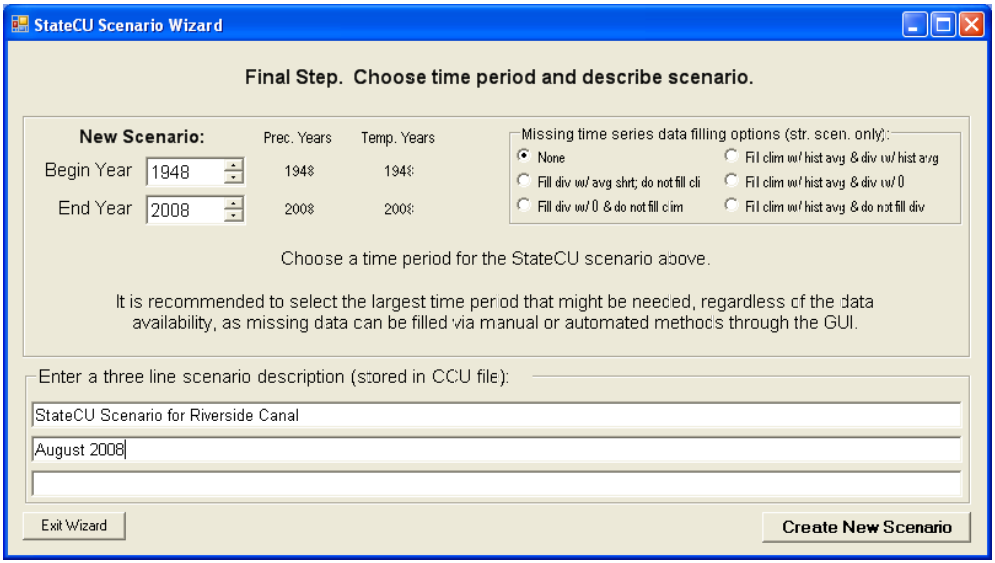 StateCU Scenario Wizard
Final Step. Choose time period and describe scenario.
New Scenario: Prec. Years Temp. Years
Begin Year 1948 1948 1948
End Year 2008 2008 2008
Missing time series data filling options (str. scen. only):
None
Fill clim w/ hist avg & div w/ hist avg
Fill div w/ avg shrt; do not fill cli
Fill clim w/ hist avg & div w/ 0
Fill div w/ 0 & do not fill clim
Fill clim w/ hist avg & do not fill div
Choose a time period for the StateCU scenario above.
It is recommended to select the largest time period that might be needed, regardless of the data
availability, as missing data can be filled via manual or automated methods through the GUI.
Enter a three line scenario description (stored in CCU file):
StateCU Scenario for Riverside Canal
August 2008
Exit Wizard
Create New Scenario